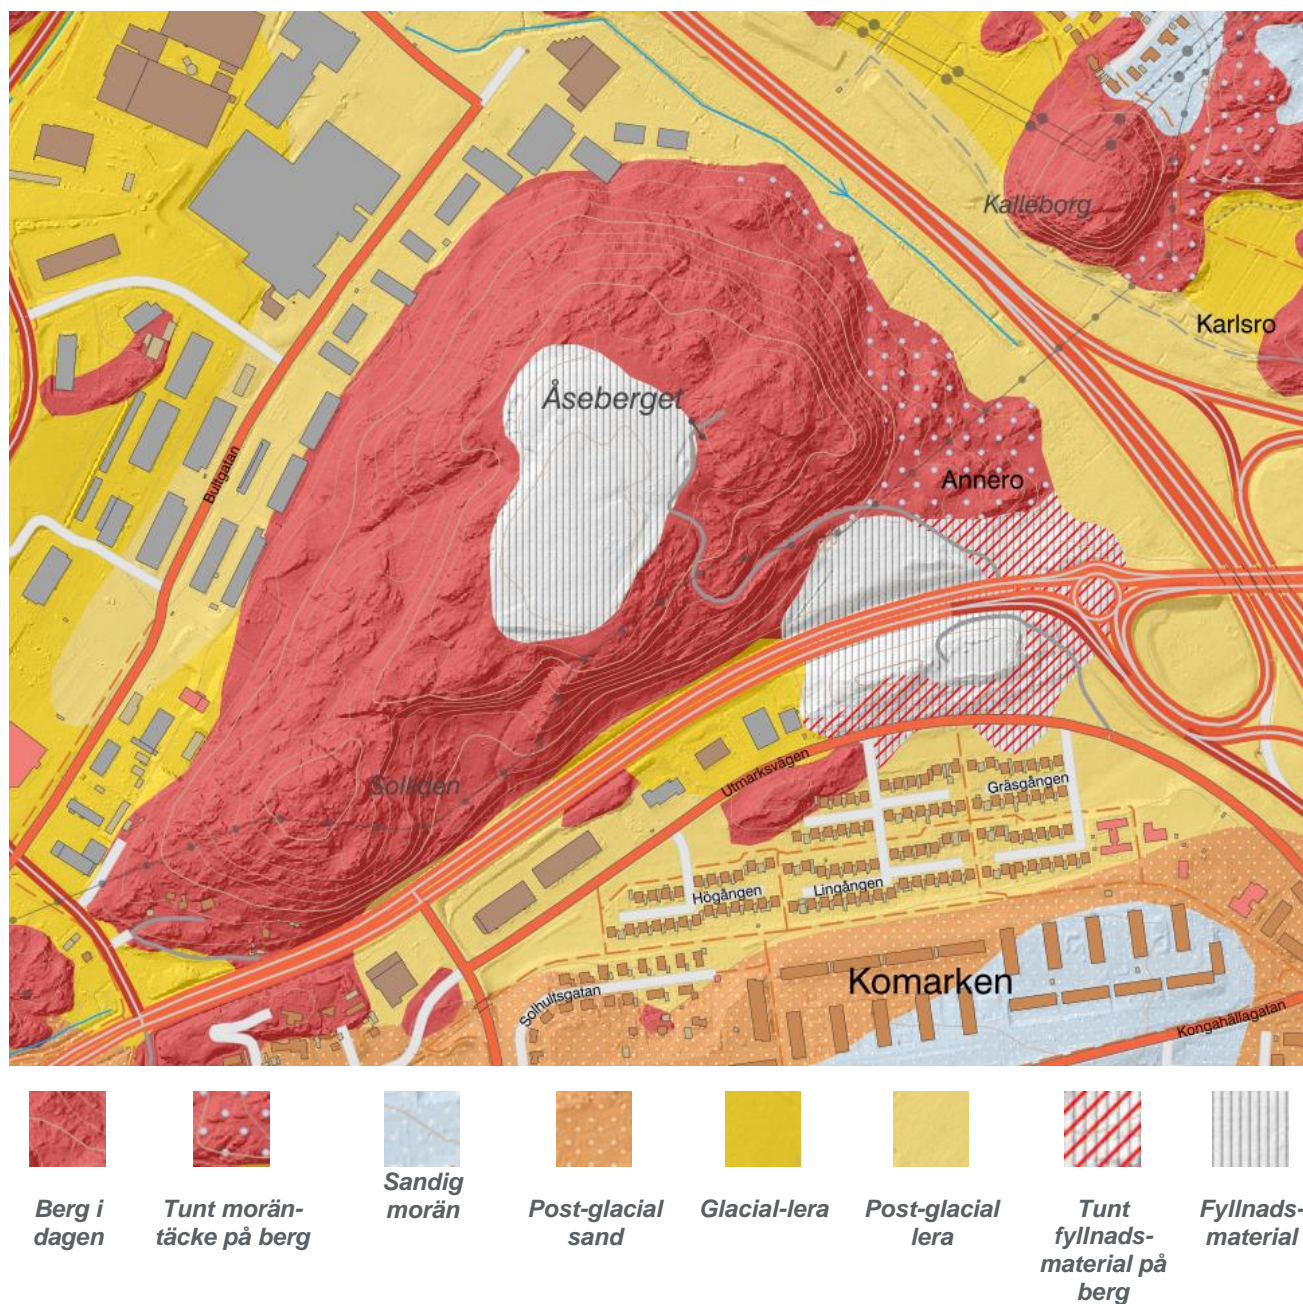 Kalleborg
Karlsro
Åseberget
Bultgatan
Annero
Solliden
Utmarksvägen
Gräsgången
Högången
Lingången
Komarken
Solhultsgatan
Kongahällagatan
Berg i
dagen
Tunt morän-
täcke på berg
Sandig
morän
Post-glacial
sand
Glacial-lera
Post-glacial
lera
Tunt
fyllnads-
material på
berg
Fyllnads-
material